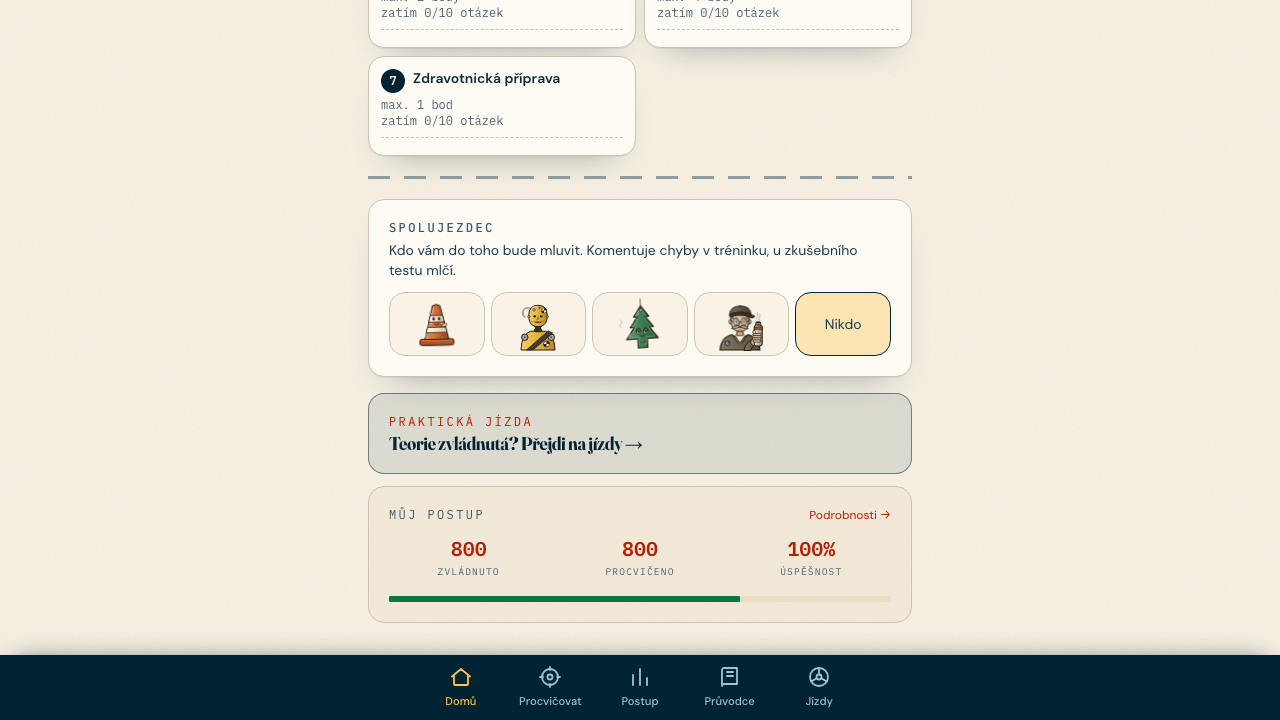 zatím 0/10 otázek
zatím 0/10 otázek
7 Zdravotnická příprava
max. 1 bod
zatím 0/10 otázek
SPOLUJEZDEC
Kdo vám do toho bude mluvit. Komentuje chyby v tréninku, u zkušebního
testu mlčí.
Nikdo
PRAKTICKÁ JÍZDA
Teorie zvládnutá? Přejdi na jízdy →
MŮJ POSTUP
Podrobnosti →
800 800 100%
ZVLÁDNUTO PROCVIČENO ÚSPĚŠNOST
Domů Procvičovat Postup Průvodce Jízdy